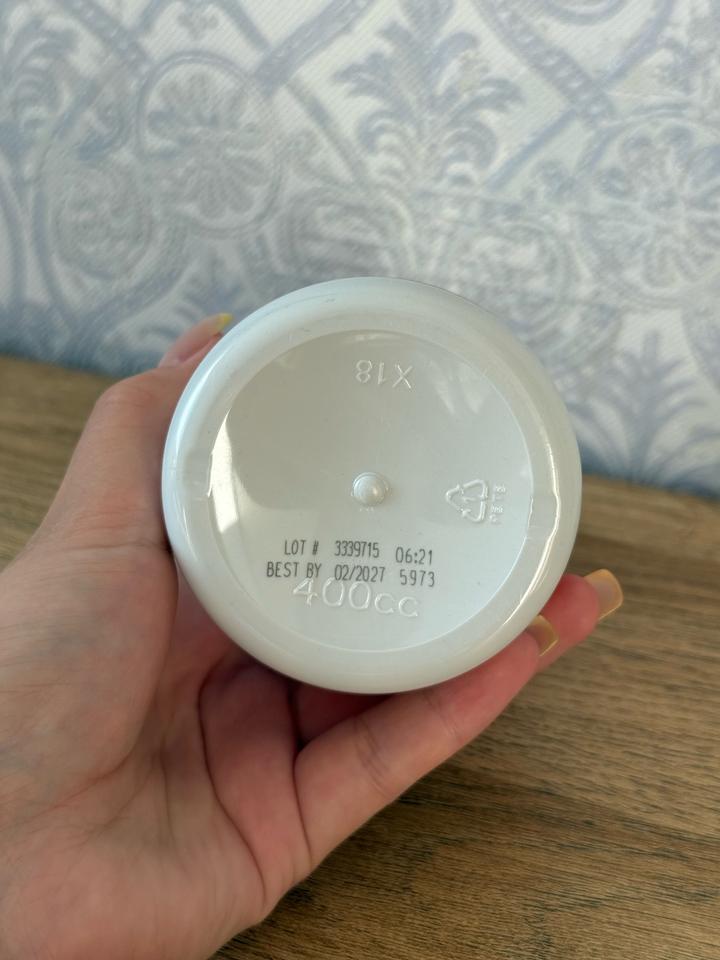 X18
LOT # 3339715 06:21
BEST BY 02/2027 5973
400cc